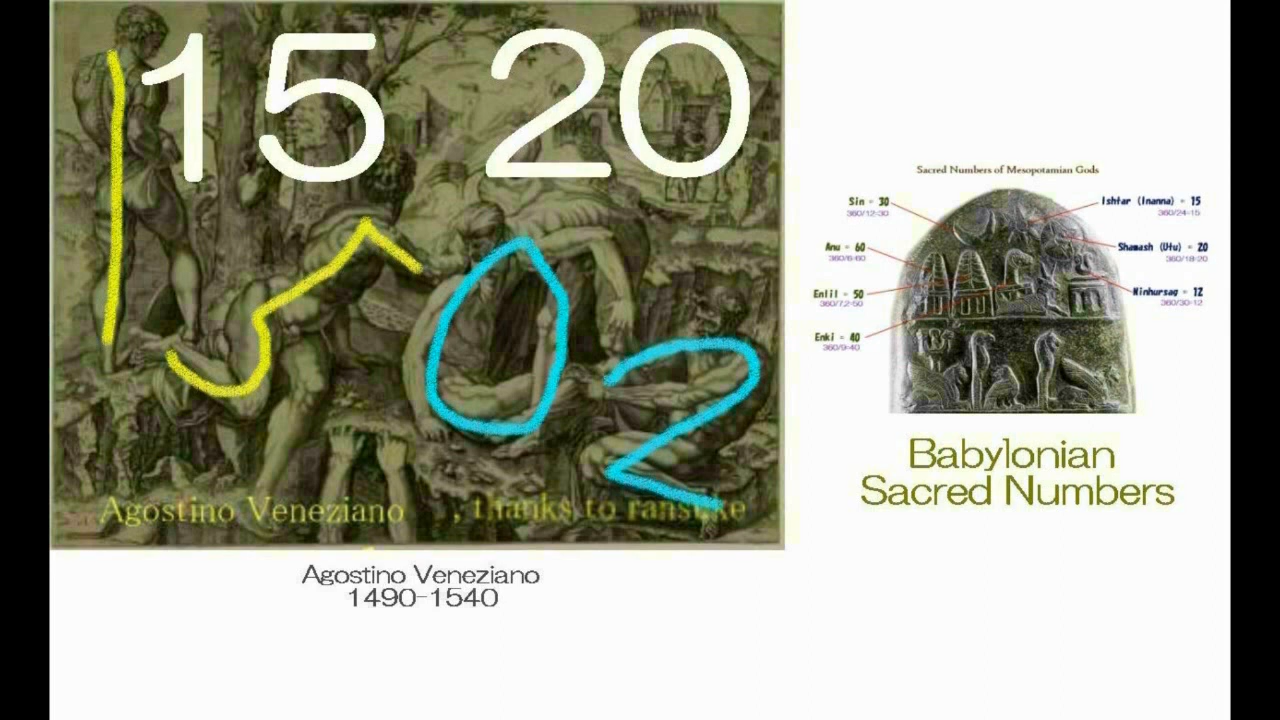 15 20
15
02
Agostino Veneziano , thanks to
Agostino Veneziano
1490-1540
Sacred Numbers of Mesopotamian Gods
Sin = 30
360/12=30
Ishtar (Inanna) = 15
360/24=15
Anu = 60
360/6=60
Shamash (Utu) = 20
360/18=20
Enlil = 50
360/7,2=50
Ninhursag = 12
360/30=12
Enki = 40
360/9=40
Babylonian
Sacred Numbers